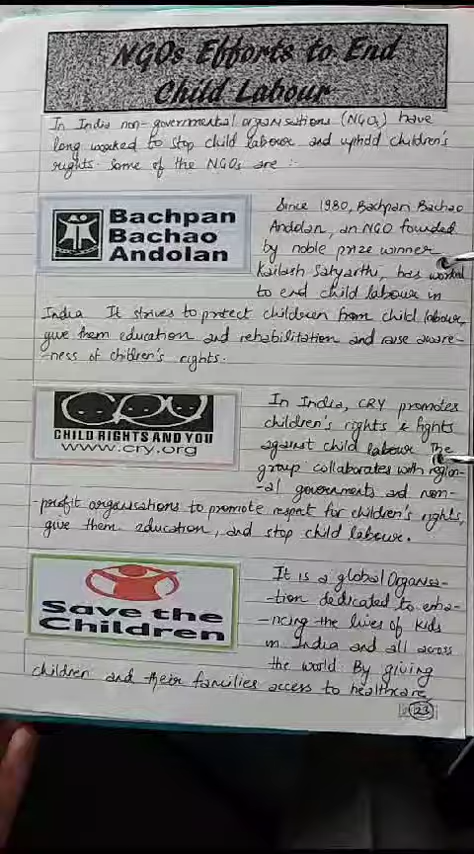 NGOs Efforts to End
Child Labour
In India non-governmental organisations (NGOs) have
long worked to stop child labour and uphold children's
rights. Some of the NGOs are :-
Bachpan
Bachao
Andolan
Since 1980, Bachpan Bachao
Andolan, an NGO founded
by noble prize winner
Kailash Satyarthi, has worked
to end child labour in
India It strives to protect children from child labour,
give them education and rehabilitation and raise aware-
-ness of children's rights.
CRY
CHILD RIGHTS AND YOU
www.cry.org
In India, CRY promotes
children's rights & fights
against child labour The
group collaborates with region-
-al governments and non-
-profit organisations to promote respect for children's rights,
give them education, and stop child labour.
Save the
Children
It is a global Organisa-
-tion dedicated to enha-
-ncing the lives of kids
in India and all across
the world. By giving
children and their families access to healthcare,
23